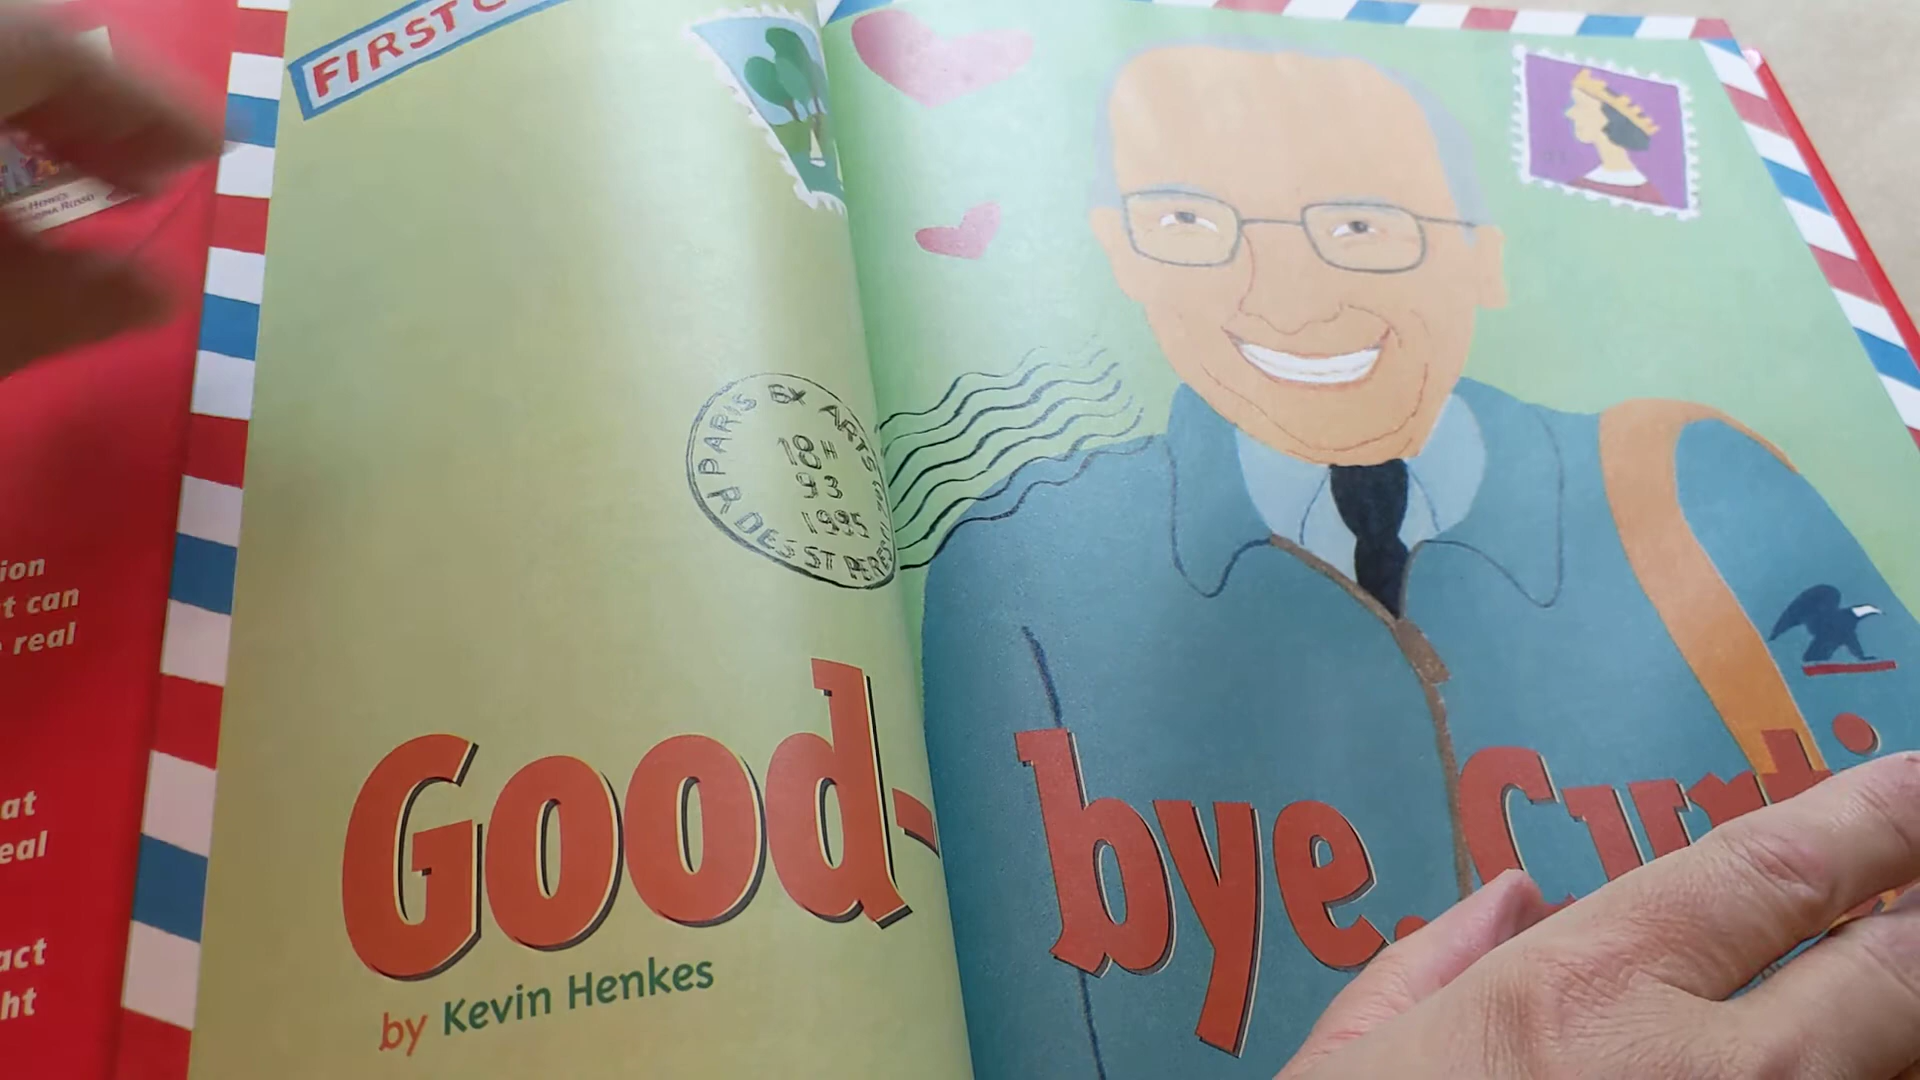 FIRST C
PARIS BX ARTS
18H
93
1995
R DES ST PERES
Good-bye, Curti
by Kevin Henkes
ion
t can
real
at
eal
act
ht